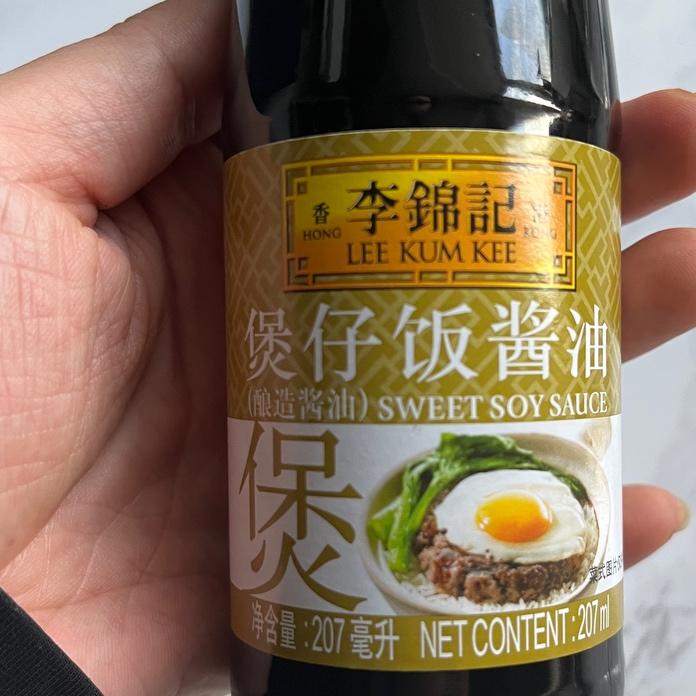 香 李錦記 港
HONG LEE KUM KEE KONG
煲仔饭酱油
(酿造酱油) SWEET SOY SAUCE
煲
净含量:207毫升 NET CONTENT:207ml